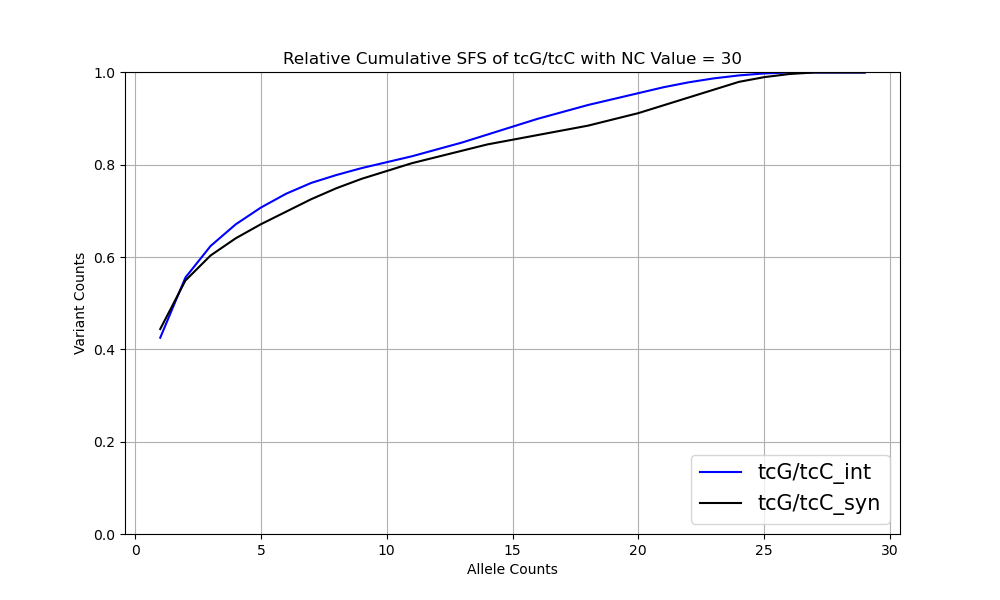 Relative Cumulative SFS of tcG/tcC with NC Value = 30
1.0
0.8
0.6
0.4
0.2
0.0
Variant Counts
0 5 10 15 20 25 30
Allele Counts
tcG/tcC_int
tcG/tcC_syn